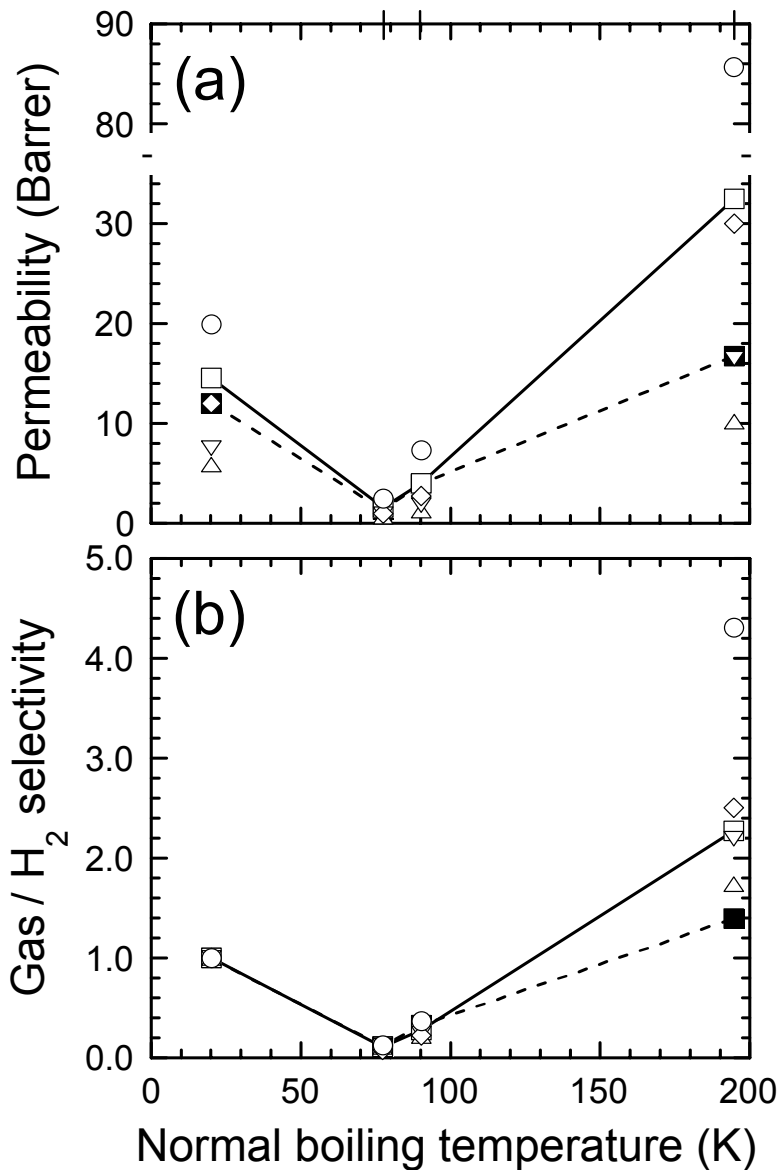 90
(a)
80
30
20
10
0
Permeability (Barrer)
5.0
(b)
4.0
3.0
2.0
1.0
0.0
Gas / H₂ selectivity
0 50 100 150 200
Normal boiling temperature (K)